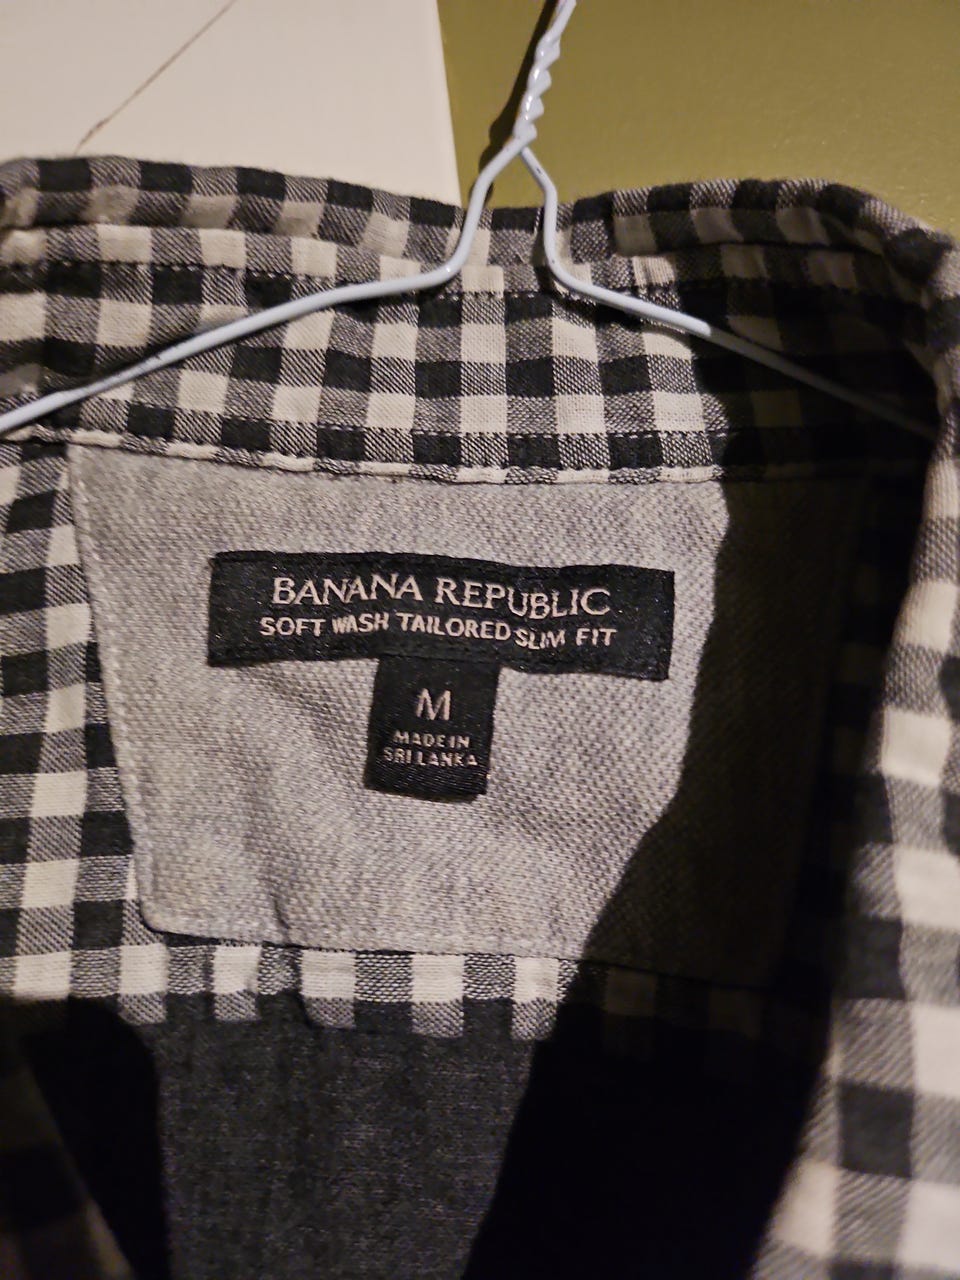 BANANA REPUBLIC
SOFT WASH TAILORED SLIM FIT
M
MADE IN
SRI LANKA